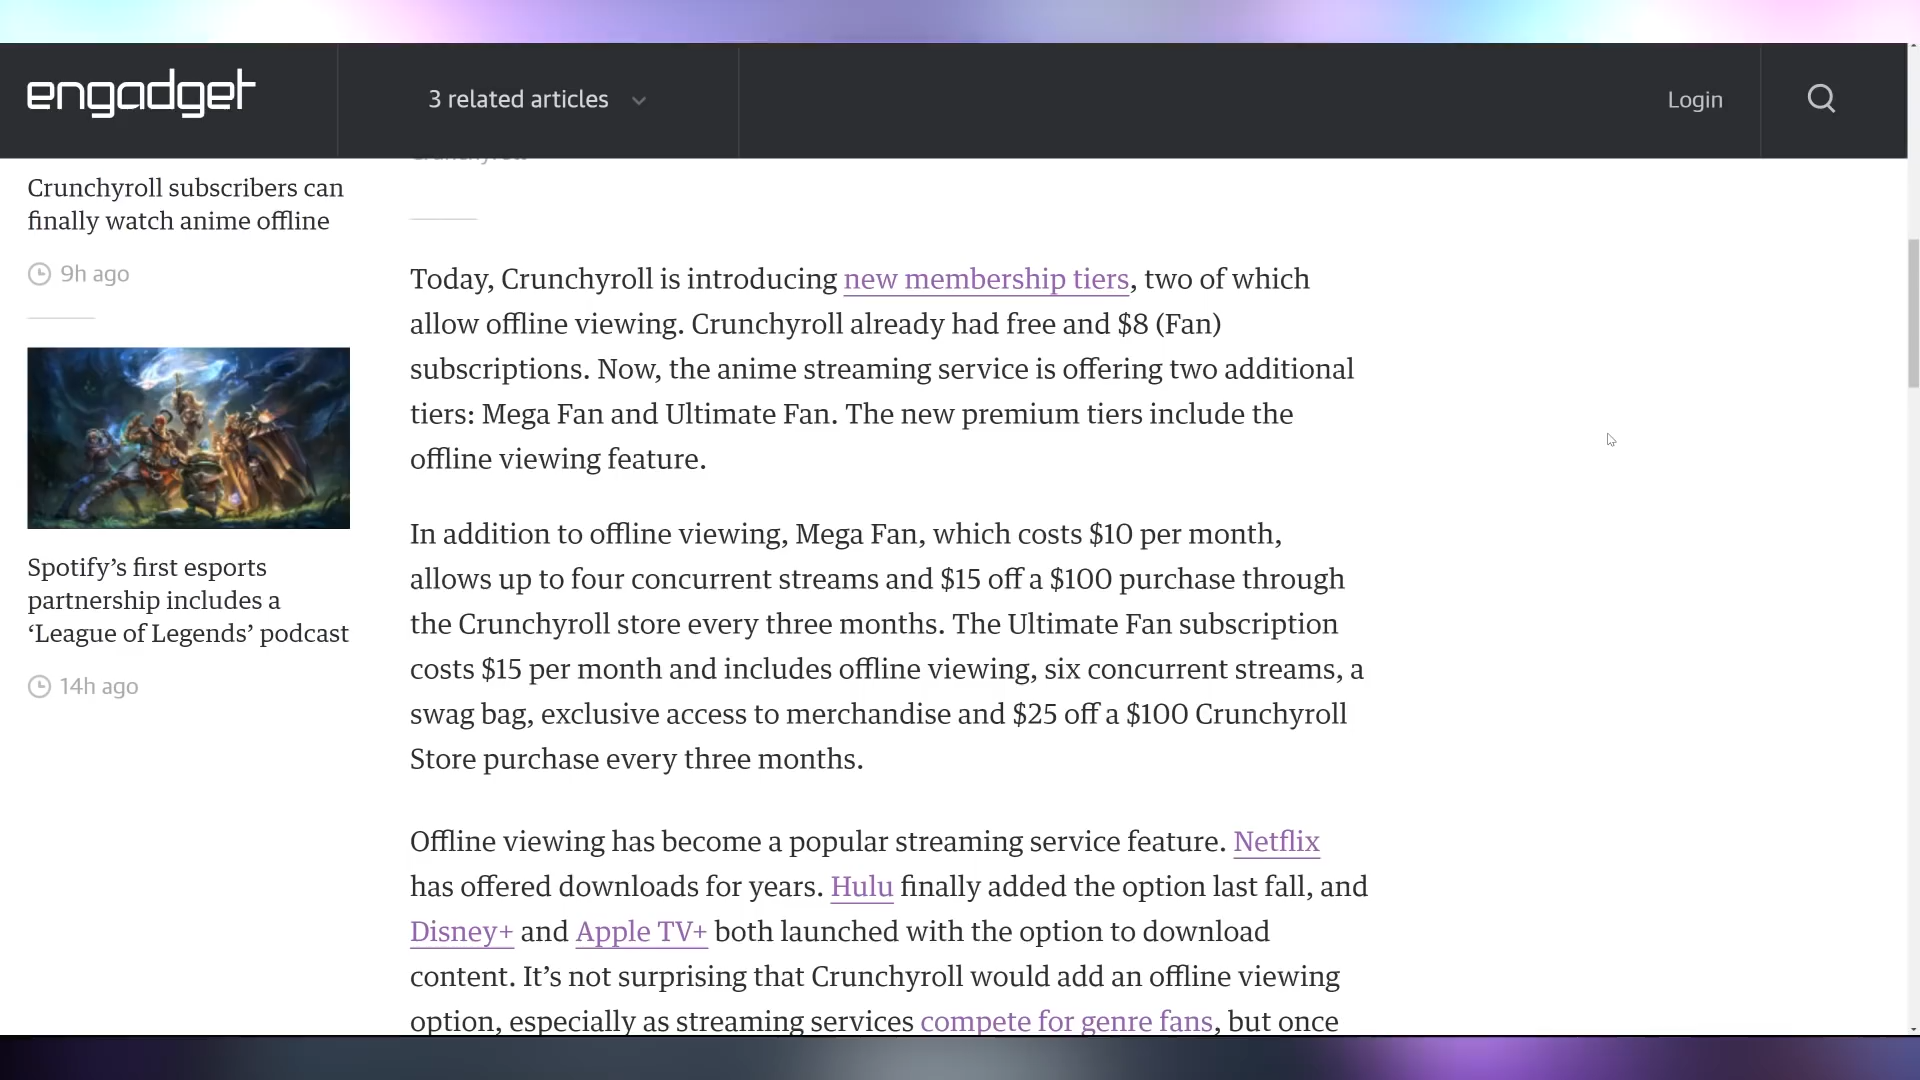 engadget
3 related articles
Login
Crunchyroll subscribers can
finally watch anime offline
9h ago
Spotify’s first esports
partnership includes a
‘League of Legends’ podcast
14h ago
Today, Crunchyroll is introducing new membership tiers, two of which
allow offline viewing. Crunchyroll already had free and $8 (Fan)
subscriptions. Now, the anime streaming service is offering two additional
tiers: Mega Fan and Ultimate Fan. The new premium tiers include the
offline viewing feature.
In addition to offline viewing, Mega Fan, which costs $10 per month,
allows up to four concurrent streams and $15 off a $100 purchase through
the Crunchyroll store every three months. The Ultimate Fan subscription
costs $15 per month and includes offline viewing, six concurrent streams, a
swag bag, exclusive access to merchandise and $25 off a $100 Crunchyroll
Store purchase every three months.
Offline viewing has become a popular streaming service feature. Netflix
has offered downloads for years. Hulu finally added the option last fall, and
Disney+ and Apple TV+ both launched with the option to download
content. It’s not surprising that Crunchyroll would add an offline viewing
option, especially as streaming services compete for genre fans, but once